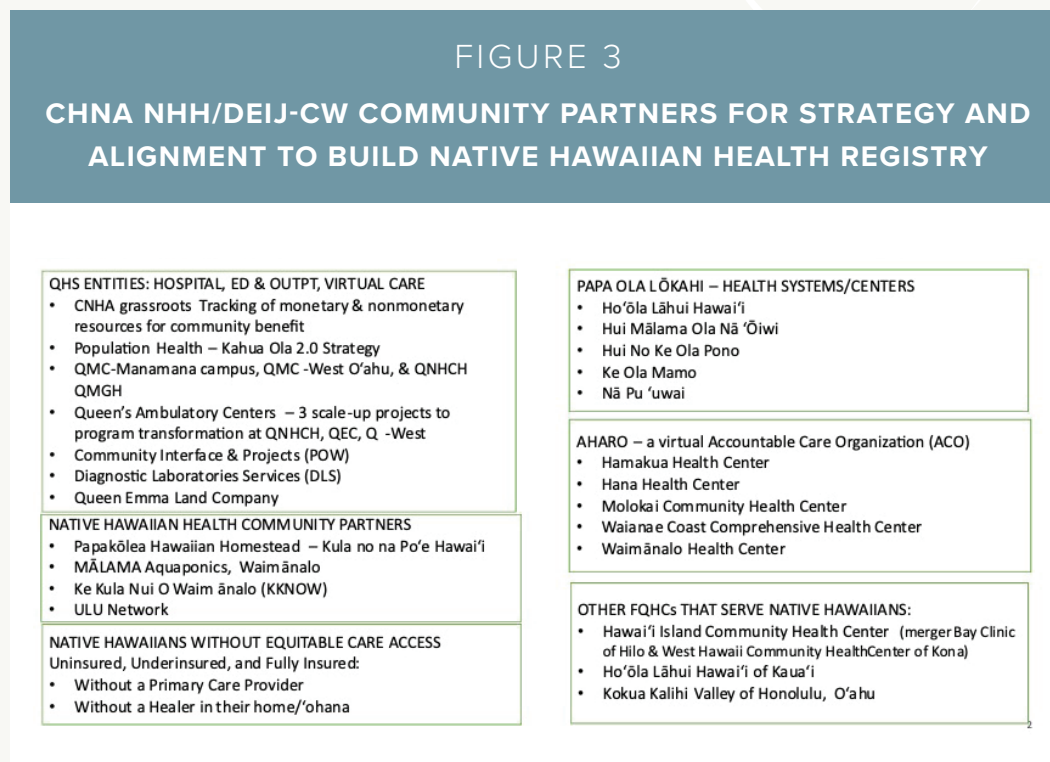 FIGURE 3
CHNA NHH/DEIJ-CW COMMUNITY PARTNERS FOR STRATEGY AND
ALIGNMENT TO BUILD NATIVE HAWAIIAN HEALTH REGISTRY
QHS ENTITIES: HOSPITAL, ED & OUTPT, VIRTUAL CARE
• CNHA grassroots Tracking of monetary & nonmonetary
resources for community benefit
• Population Health – Kahua Ola 2.0 Strategy
• QMC-Manamana campus, QMC -West Oʻahu, & QNHCH
QMGH
• Queen's Ambulatory Centers – 3 scale-up projects to
program transformation at QNHCH, QEC, Q -West
• Community Interface & Projects (POW)
• Diagnostic Laboratories Services (DLS)
• Queen Emma Land Company
NATIVE HAWAIIAN HEALTH COMMUNITY PARTNERS
• Papakōlea Hawaiian Homestead – Kula no na Poʻe Hawaiʻi
• MĀLAMA Aquaponics, Waimānalo
• Ke Kula Nui O Waim ānalo (KKNOW)
• ULU Network
NATIVE HAWAIIANS WITHOUT EQUITABLE CARE ACCESS
Uninsured, Underinsured, and Fully Insured:
• Without a Primary Care Provider
• Without a Healer in their home/ʻohana
PAPA OLA LŌKAHI – HEALTH SYSTEMS/CENTERS
• Hoʻōla Lāhui Hawaiʻi
• Hui Mālama Ola Nā ʻŌiwi
• Hui No Ke Ola Pono
• Ke Ola Mamo
• Nā Pu ʻuwai
AHARO – a virtual Accountable Care Organization (ACO)
• Hamakua Health Center
• Hana Health Center
• Molokai Community Health Center
• Waianae Coast Comprehensive Health Center
• Waimānalo Health Center
OTHER FQHCs THAT SERVE NATIVE HAWAIIANS:
• Hawaiʻi Island Community Health Center (merger Bay Clinic
of Hilo & West Hawaii Community HealthCenter of Kona)
• Hoʻōla Lāhui Hawaiʻi of Kauaʻi
• Kokua Kalihi Valley of Honolulu, Oʻahu
2